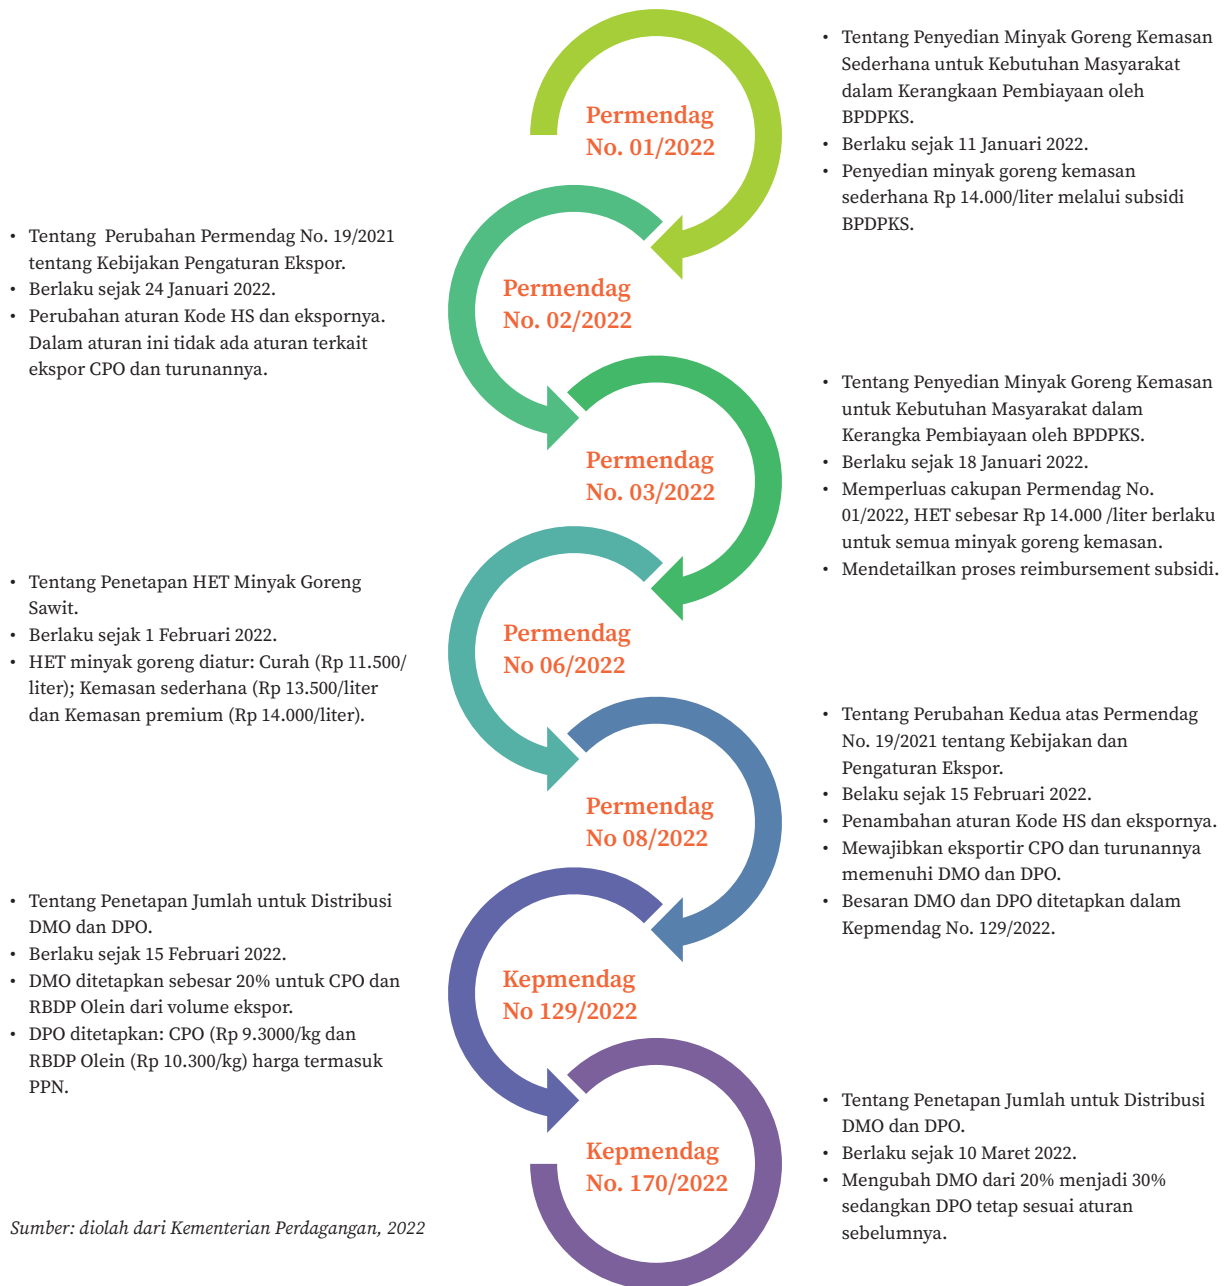 Permendag
No. 01/2022
• Tentang Penyedian Minyak Goreng Kemasan
Sederhana untuk Kebutuhan Masyarakat
dalam Kerangkaan Pembiayaan oleh
BPDPKS.
• Berlaku sejak 11 Januari 2022.
• Penyedian minyak goreng kemasan
sederhana Rp 14.000/liter melalui subsidi
BPDPKS.
Permendag
No. 02/2022
• Tentang Perubahan Permendag No. 19/2021
tentang Kebijakan Pengaturan Ekspor.
• Berlaku sejak 24 Januari 2022.
• Perubahan aturan Kode HS dan ekspornya.
Dalam aturan ini tidak ada aturan terkait
ekspor CPO dan turunannya.
Permendag
No. 03/2022
• Tentang Penyedian Minyak Goreng Kemasan
untuk Kebutuhan Masyarakat dalam
Kerangka Pembiayaan oleh BPDPKS.
• Berlaku sejak 18 Januari 2022.
• Memperluas cakupan Permendag No.
01/2022, HET sebesar Rp 14.000 /liter berlaku
untuk semua minyak goreng kemasan.
• Mendetailkan proses reimbursement subsidi.
Permendag
No 06/2022
• Tentang Penetapan HET Minyak Goreng
Sawit.
• Berlaku sejak 1 Februari 2022.
• HET minyak goreng diatur: Curah (Rp 11.500/
liter); Kemasan sederhana (Rp 13.500/liter
dan Kemasan premium (Rp 14.000/liter).
Permendag
No 08/2022
• Tentang Perubahan Kedua atas Permendag
No. 19/2021 tentang Kebijakan dan
Pengaturan Ekspor.
• Belaku sejak 15 Februari 2022.
• Penambahan aturan Kode HS dan ekspornya.
• Mewajibkan eksportir CPO dan turunannya
memenuhi DMO dan DPO.
• Besaran DMO dan DPO ditetapkan dalam
Kepmendag No. 129/2022.
Kepmendag
No 129/2022
• Tentang Penetapan Jumlah untuk Distribusi
DMO dan DPO.
• Berlaku sejak 15 Februari 2022.
• DMO ditetapkan sebesar 20% untuk CPO dan
RBDP Olein dari volume ekspor.
• DPO ditetapkan: CPO (Rp 9.3000/kg dan
RBDP Olein (Rp 10.300/kg) harga termasuk
PPN.
Kepmendag
No. 170/2022
• Tentang Penetapan Jumlah untuk Distribusi
DMO dan DPO.
• Berlaku sejak 10 Maret 2022.
• Mengubah DMO dari 20% menjadi 30%
sedangkan DPO tetap sesuai aturan
sebelumnya.
Sumber: diolah dari Kementerian Perdagangan, 2022